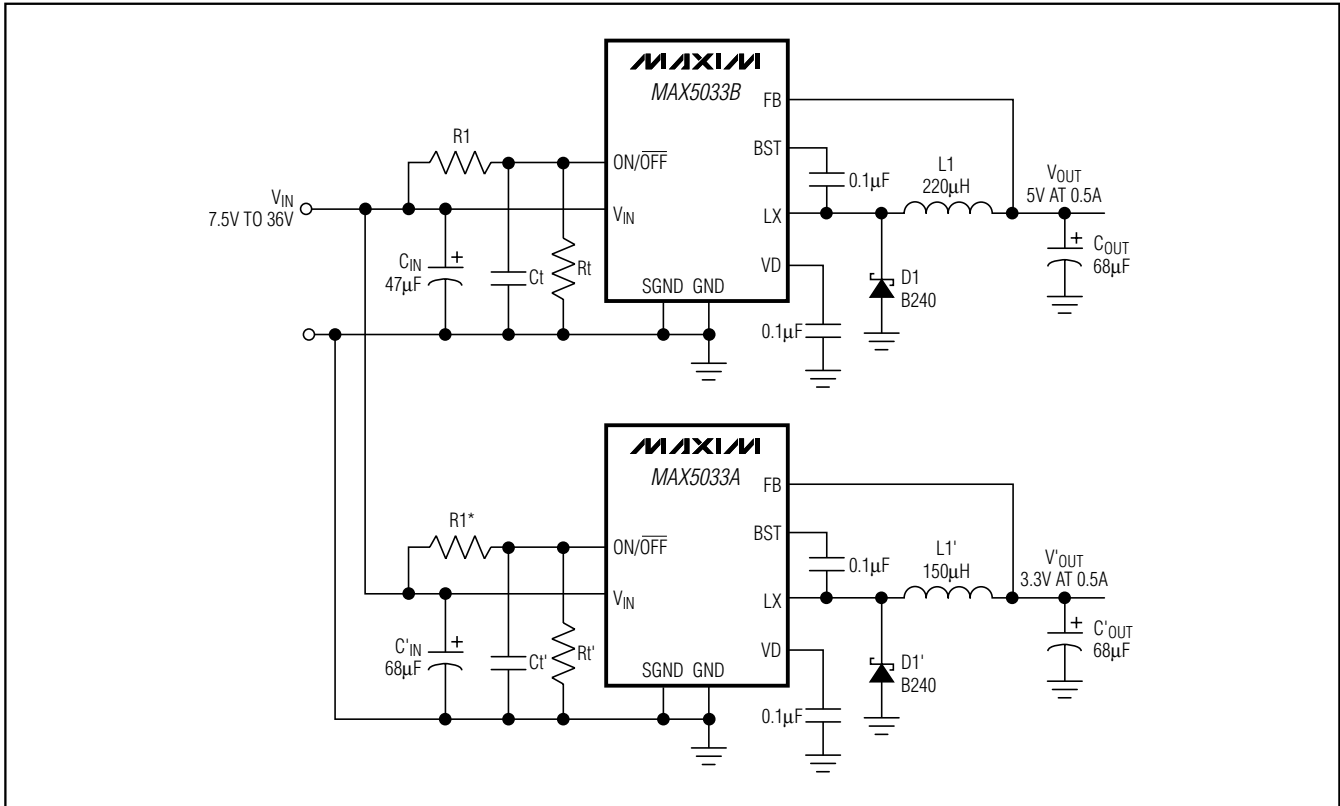 MAXIM
MAX5033B
FB
R1
BST
ON/OFF
L1
220µH
VOUT
5V AT 0.5A
0.1µF
VIN
7.5V TO 36V
VIN
LX
CIN
47µF
+
Ct
Rt
VD
D1
B240
+
COUT
68µF
SGND
GND
0.1µF
MAXIM
MAX5033A
FB
R1*
BST
ON/OFF
L1'
150µH
V'OUT
3.3V AT 0.5A
0.1µF
VIN
LX
C'IN
68µF
+
Ct'
Rt'
VD
D1'
B240
+
C'OUT
68µF
SGND
GND
0.1µF